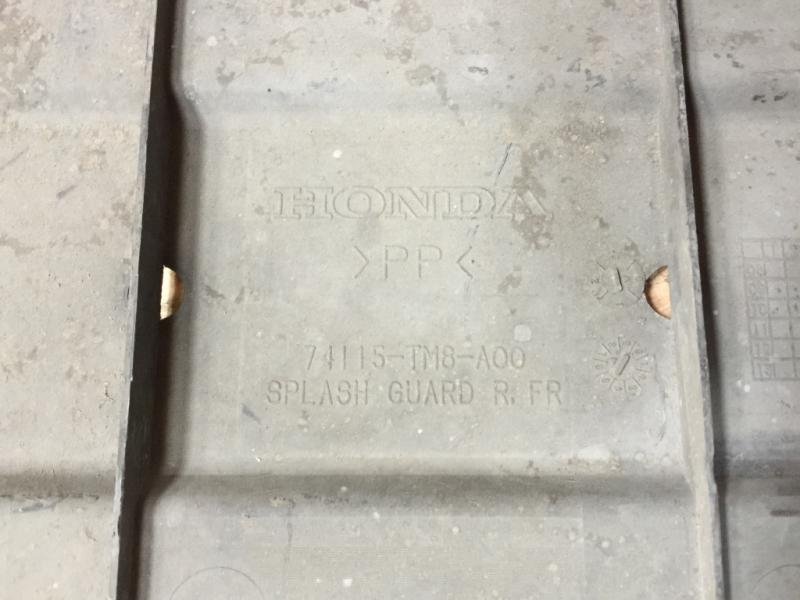 HONDA
>PP<
74115-TM8-A00
SPLASH GUARD R. FR